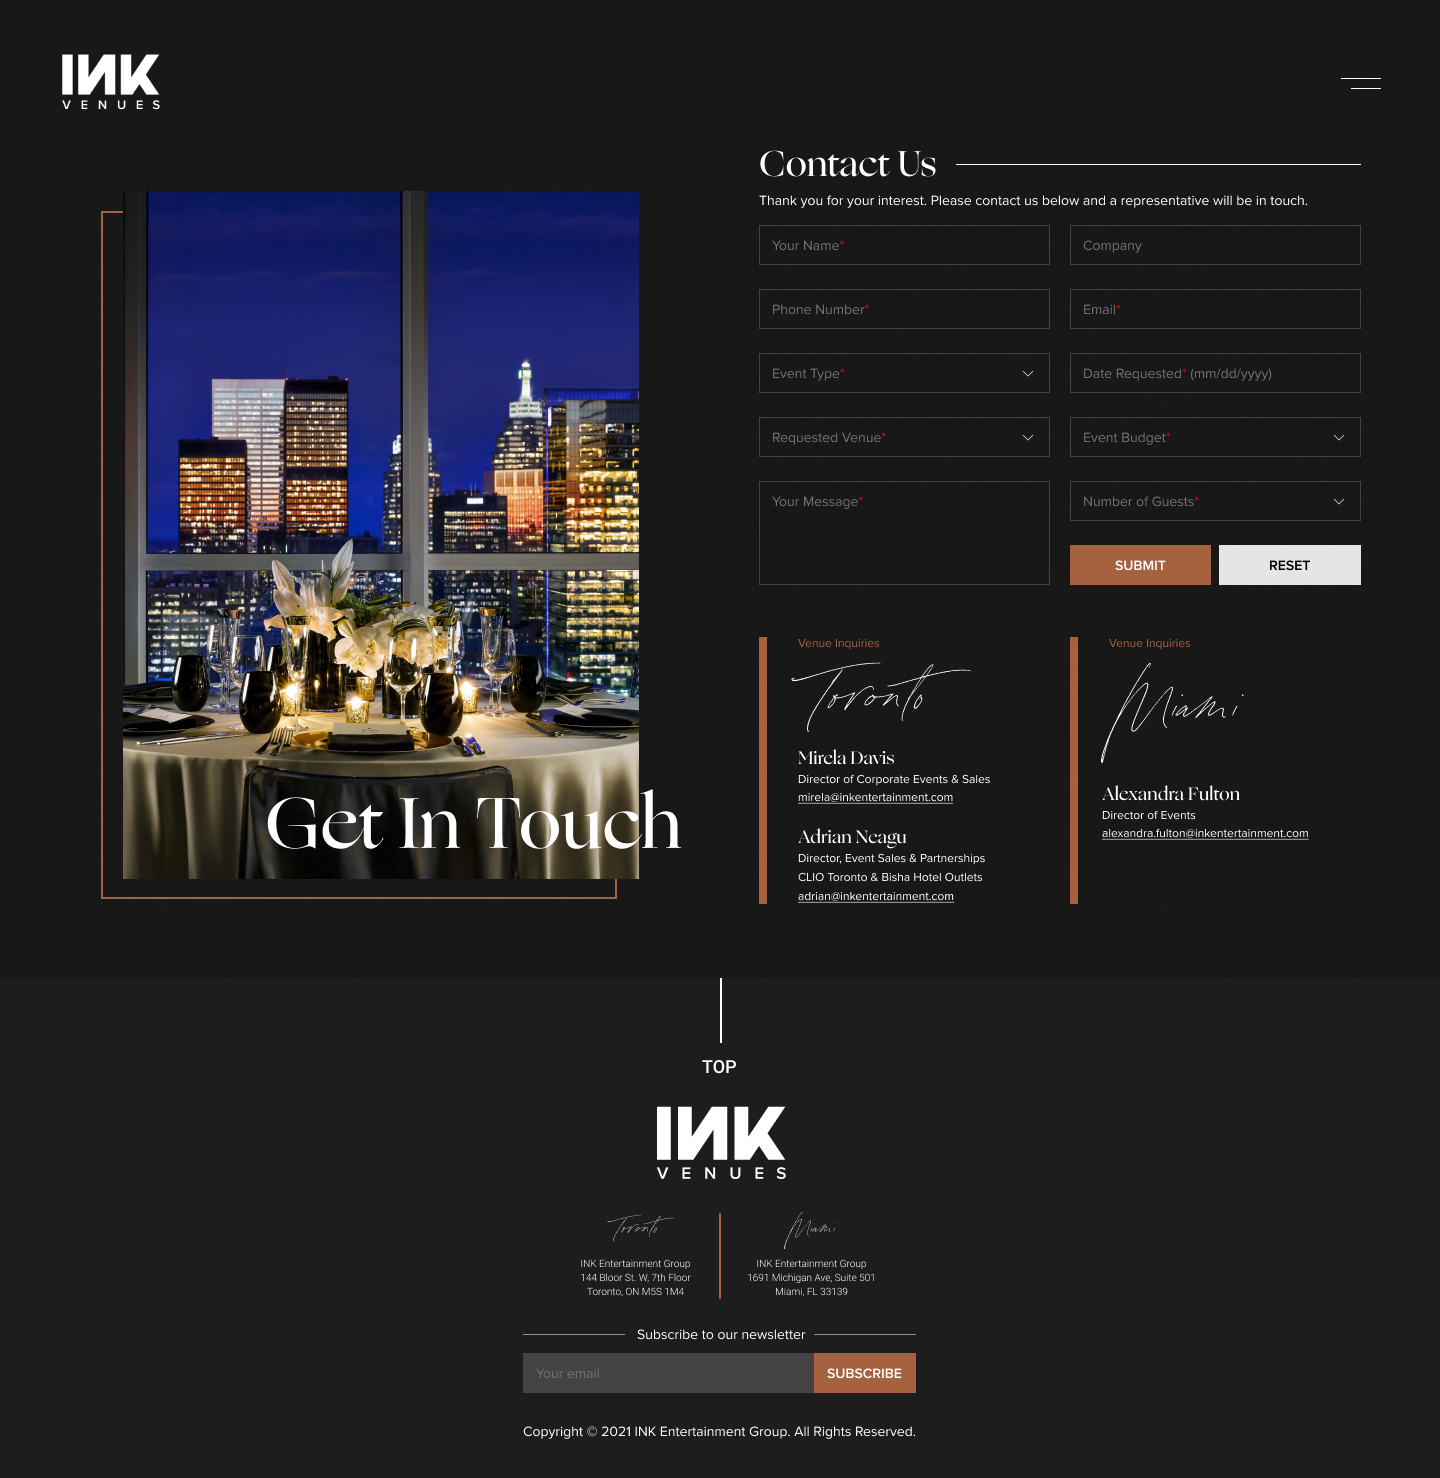 INK
VENUES
Contact Us
Thank you for your interest. Please contact us below and a representative will be in touch.
Your Name*
Company
Phone Number*
Email*
Event Type*
Date Requested* (mm/dd/yyyy)
Requested Venue*
Event Budget*
Your Message*
Number of Guests*
SUBMIT
RESET
Get In Touch
Venue Inquiries
Toronto
Mirela Davis
Director of Corporate Events & Sales
mirela@inkentertainment.com
Adrian Neagu
Director, Event Sales & Partnerships
CLIO Toronto & Bisha Hotel Outlets
adrian@inkentertainment.com
Venue Inquiries
Miami
Alexandra Fulton
Director of Events
alexandra.fulton@inkentertainment.com
TOP
INK
VENUES
Toronto
INK Entertainment Group
144 Bloor St. W, 7th Floor
Toronto, ON M5S 1M4
Miami
INK Entertainment Group
1691 Michigan Ave, Suite 501
Miami, FL 33139
Subscribe to our newsletter
Your email
SUBSCRIBE
Copyright © 2021 INK Entertainment Group. All Rights Reserved.